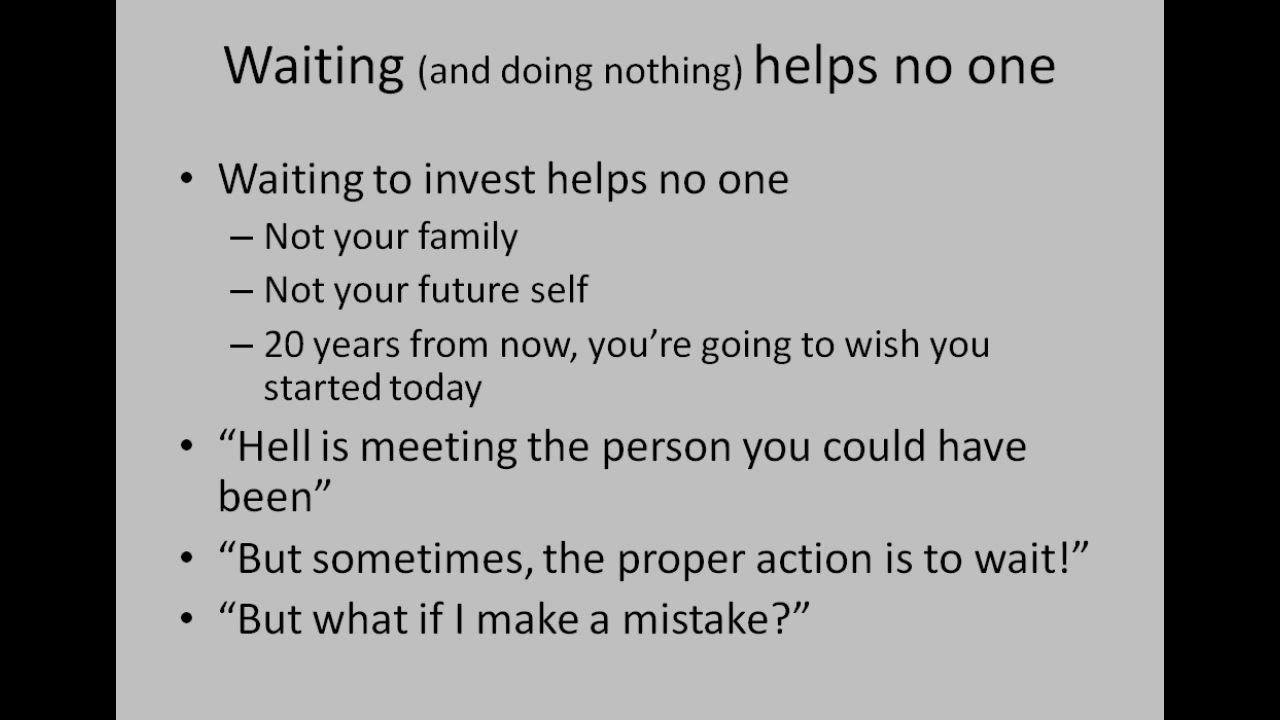 Waiting (and doing nothing) helps no one
• Waiting to invest helps no one
– Not your family
– Not your future self
– 20 years from now, you’re going to wish you
started today
• “Hell is meeting the person you could have
been”
• “But sometimes, the proper action is to wait!”
• “But what if I make a mistake?”